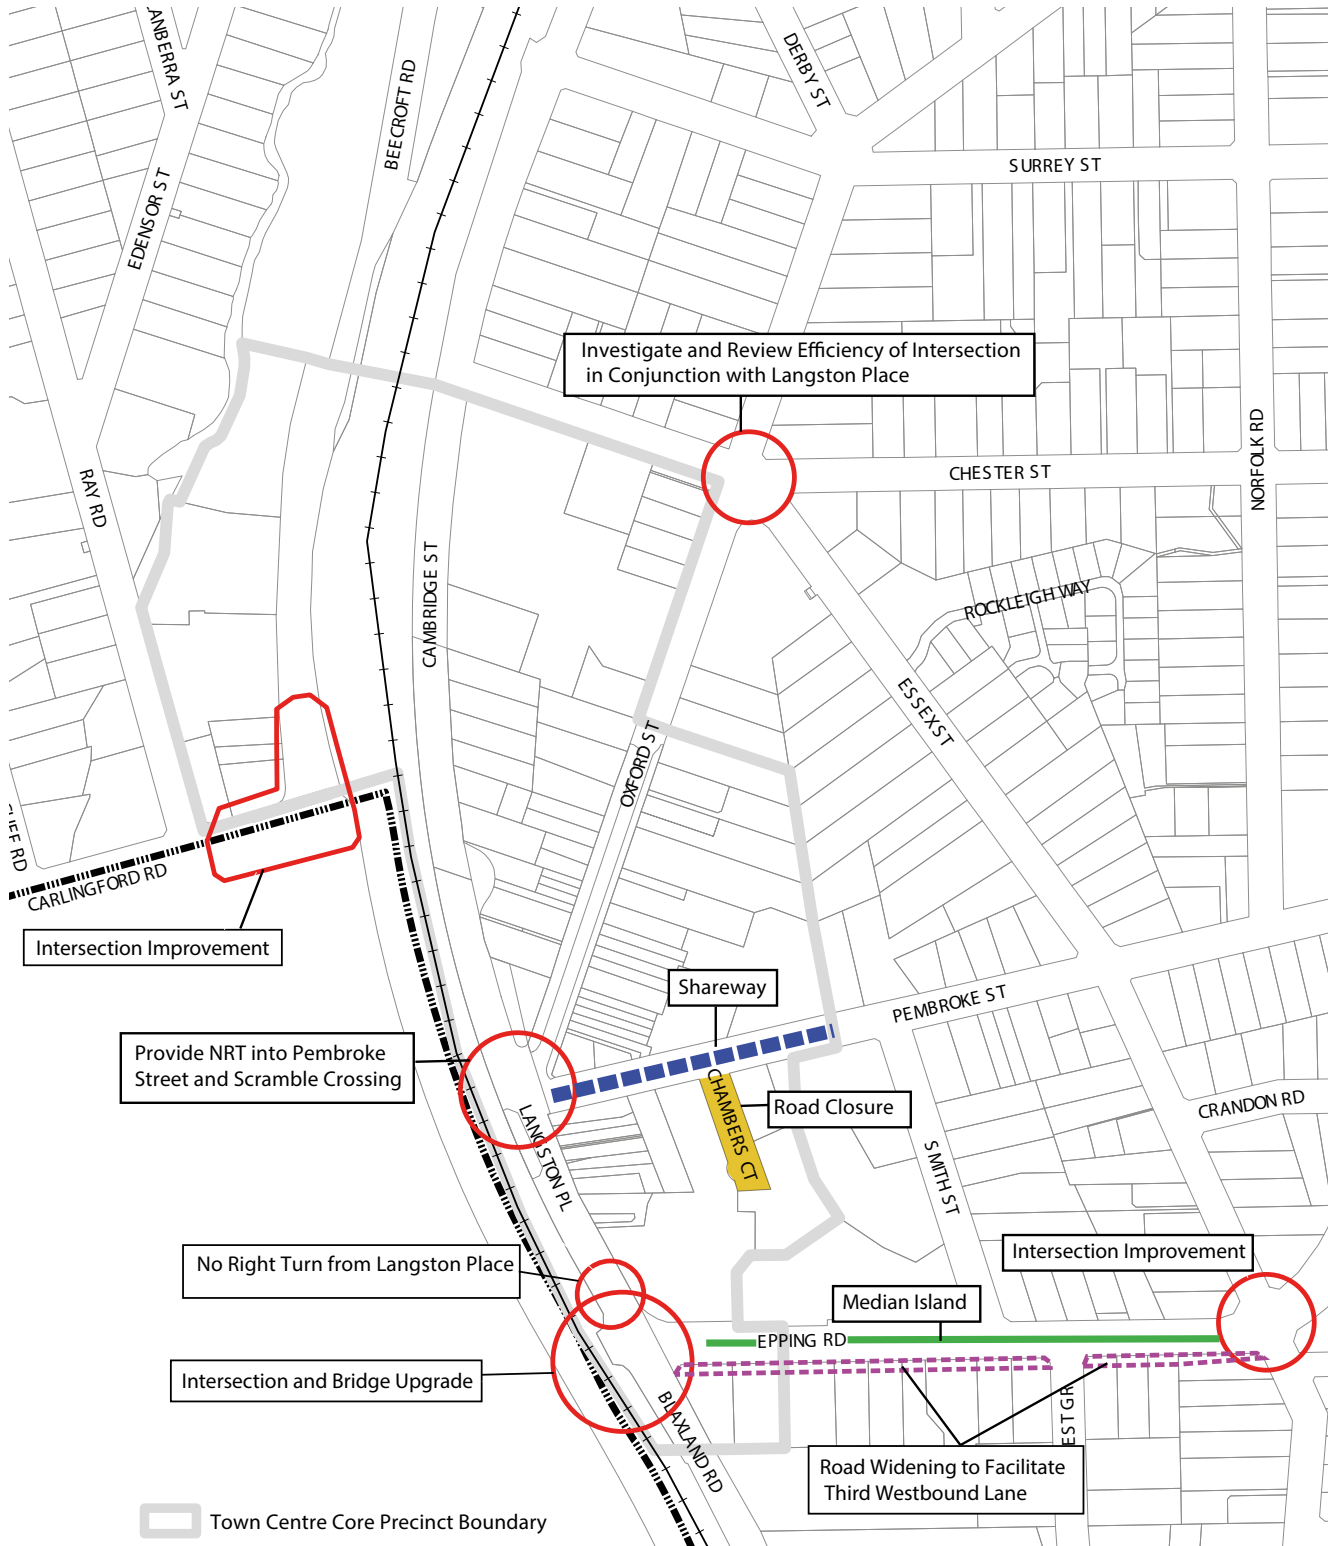 ANBERRA ST
DERBY ST
BEECROFT RD
SURREY ST
EDENSOR ST
Investigate and Review Efficiency of Intersection
in Conjunction with Langston Place
NORFOLK RD
CHESTER ST
RAY RD
CAMBRIDGE ST
ROCKLEIGH WAY
ESSEX ST
OXFORD ST
CARLINGFORD RD
Intersection Improvement
Shareway
PEMBROKE ST
Provide NRT into Pembroke
Street and Scramble Crossing
CHAMBERS CT
Road Closure
CRANDON RD
LANGSTON PL
SMITH ST
No Right Turn from Langston Place
Intersection Improvement
Median Island
EPPING RD
Intersection and Bridge Upgrade
BLAXLAND RD
EST GR
Road Widening to Facilitate
Third Westbound Lane
Town Centre Core Precinct Boundary